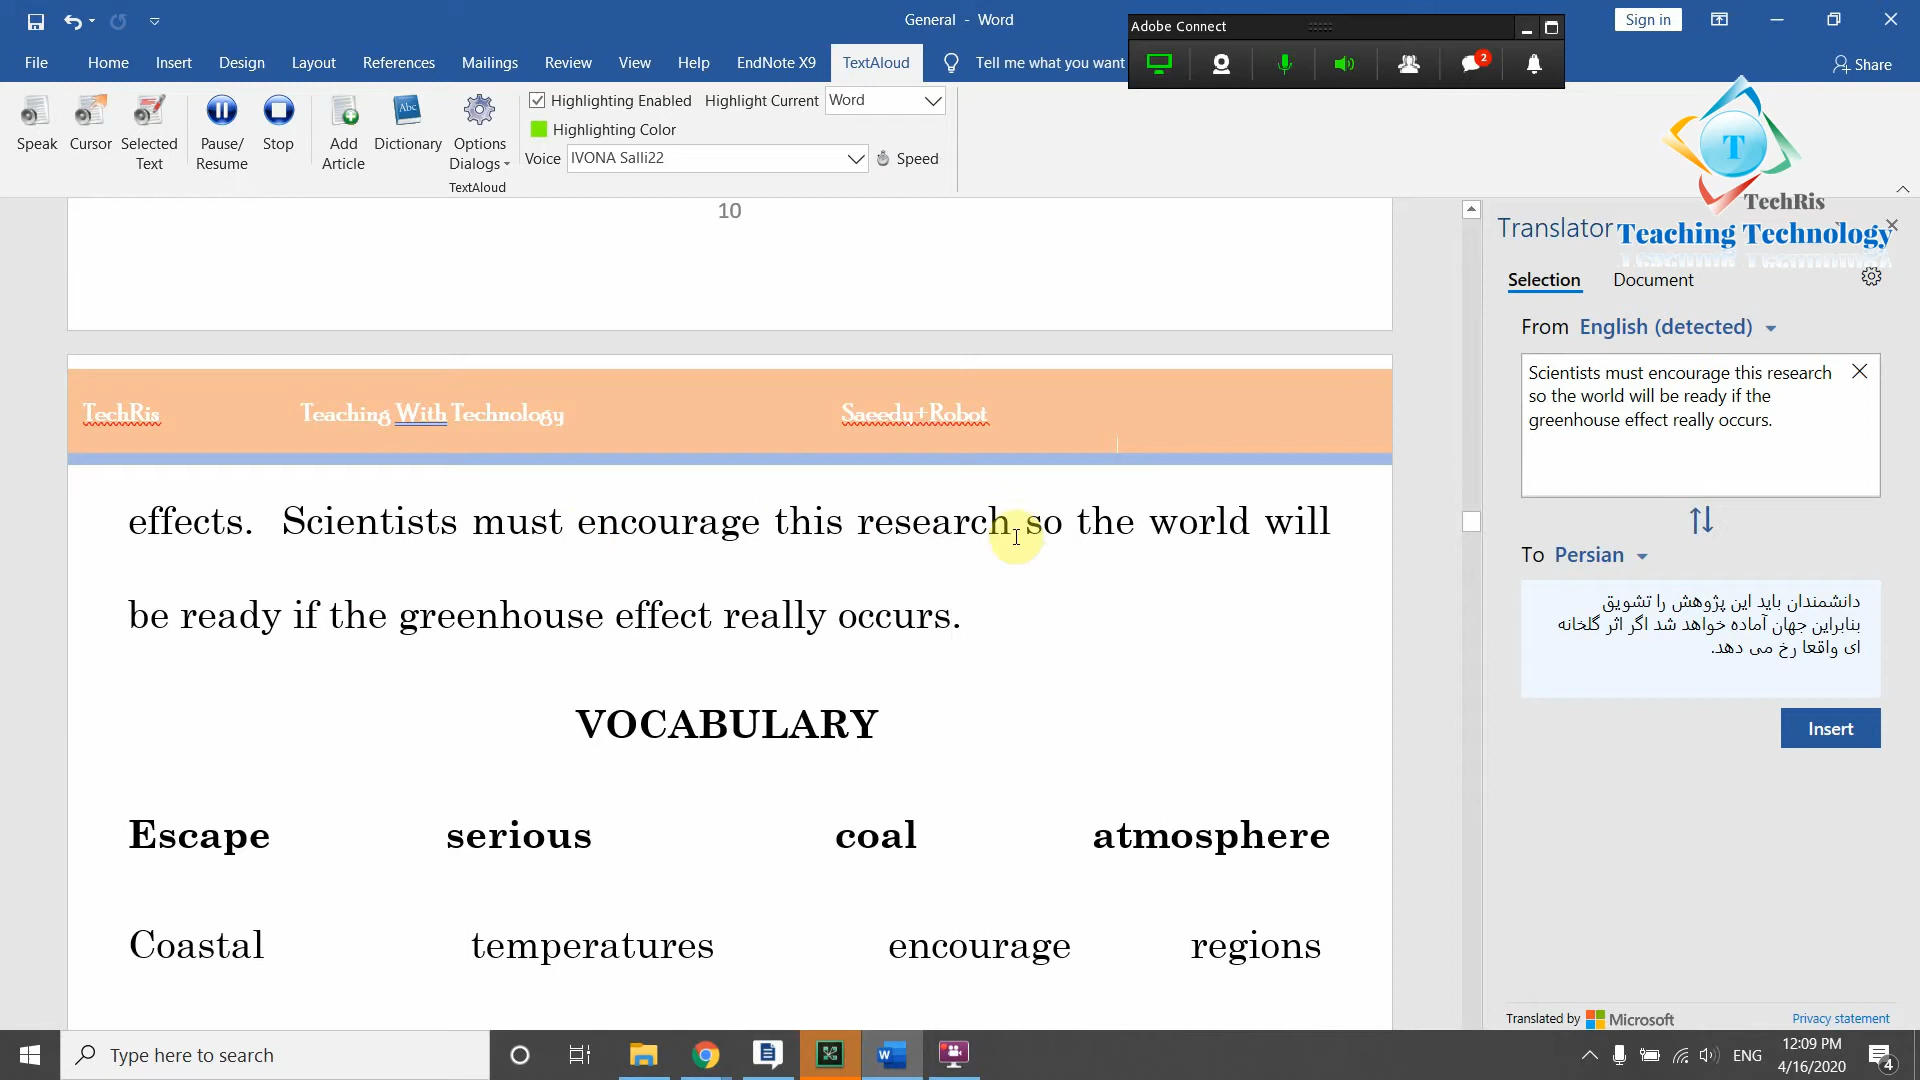 General - Word
Adobe Connect
Sign in
File Home Insert Design Layout References Mailings Review View Help EndNote X9 TextAloud Tell me what you want
2
Share
Speak Cursor Selected Text Pause/ Resume Stop Add Article Dictionary Options Dialogs
Highlighting Enabled Highlight Current Word
Highlighting Color
Voice IVONA Salli22 Speed
TextAloud
T
TechRis
Teaching Technology
10
TechRis Teaching With Technology Saeedy+Robot
effects. Scientists must encourage this research so the world will
be ready if the greenhouse effect really occurs.
VOCABULARY
Escape serious coal atmosphere
Coastal temperatures encourage regions
Translator
Selection Document
From English (detected)
Scientists must encourage this research
so the world will be ready if the
greenhouse effect really occurs.
To Persian
دانشمندان باید این پژوهش را تشویق
بنابراین جهان آماده خواهد شد اگر اثر گلخانه
ای واقعا رخ می دهد.
Insert
Translated by Microsoft Privacy statement
Type here to search
ENG
12:09 PM
4/16/2020
4